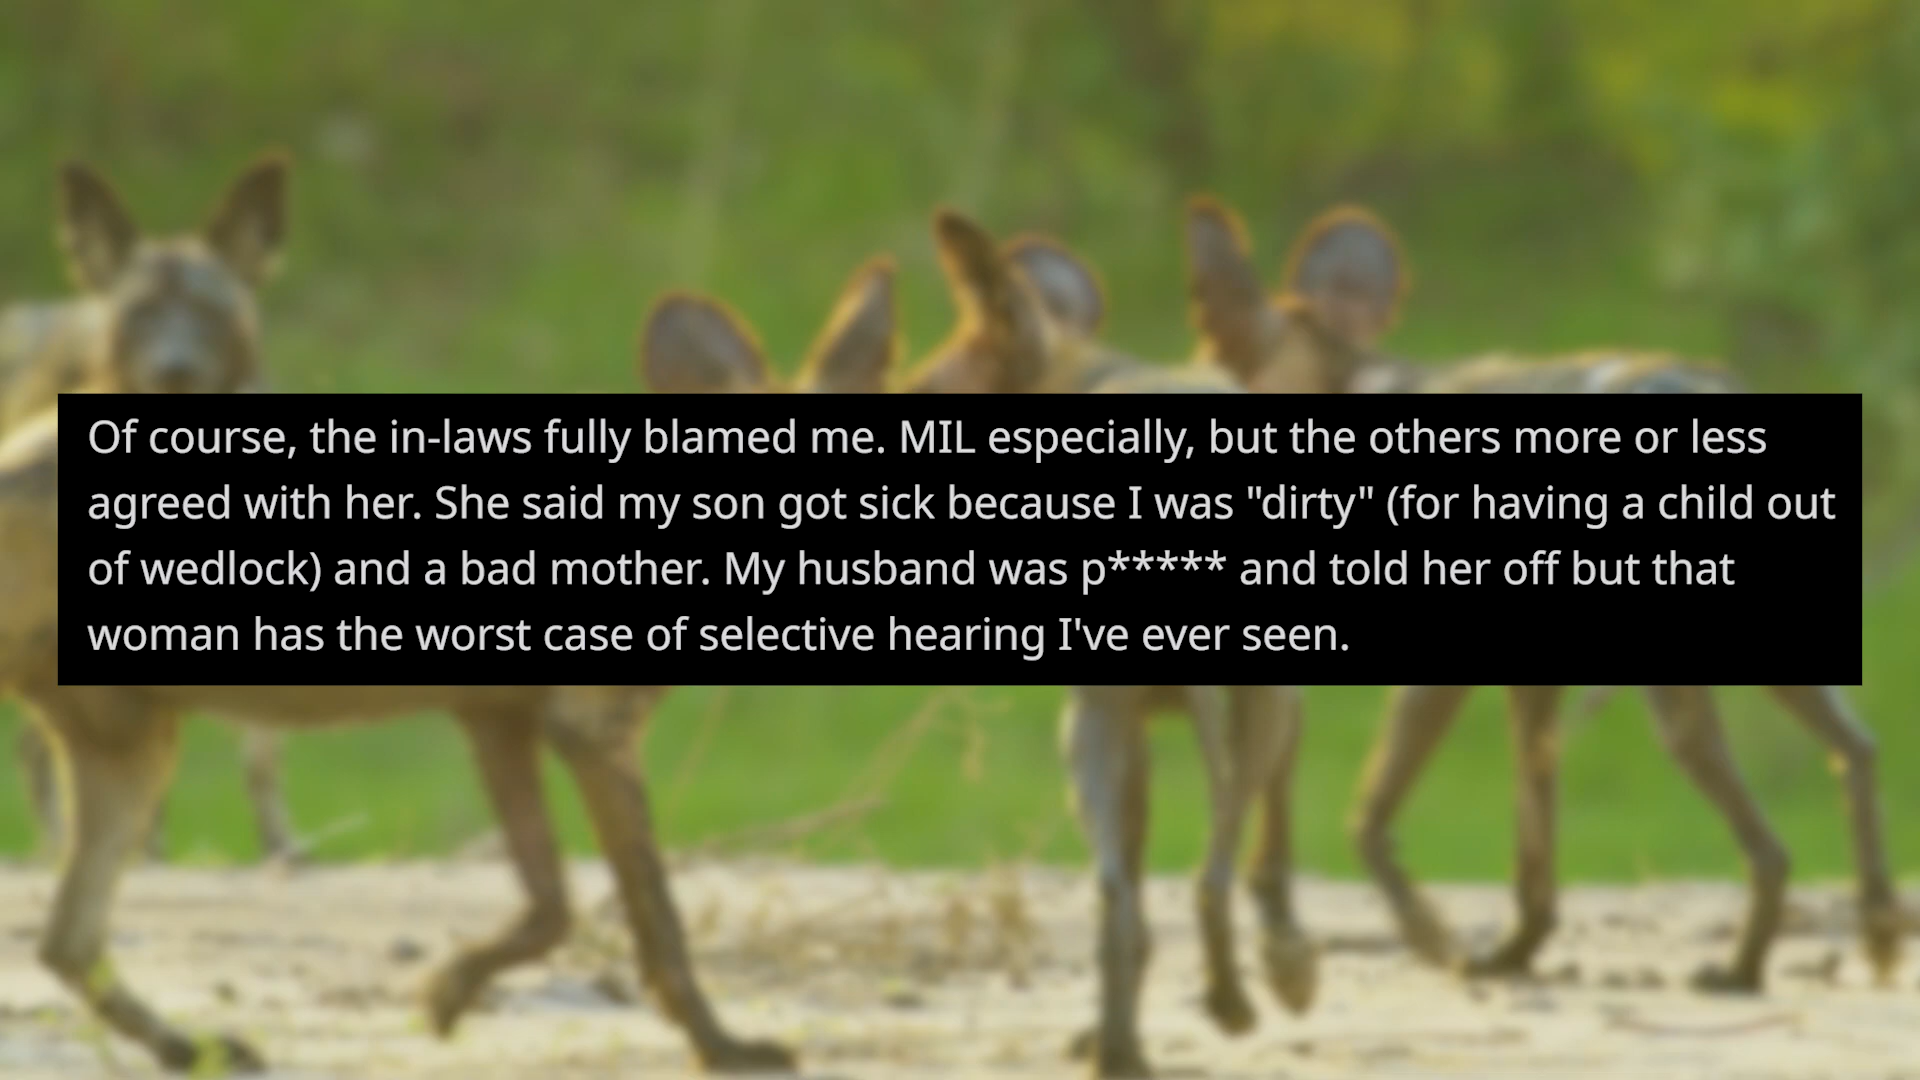 Of course, the in-laws fully blamed me. MIL especially, but the others more or less
agreed with her. She said my son got sick because I was "dirty" (for having a child out
of wedlock) and a bad mother. My husband was p***** and told her off but that
woman has the worst case of selective hearing I've ever seen.